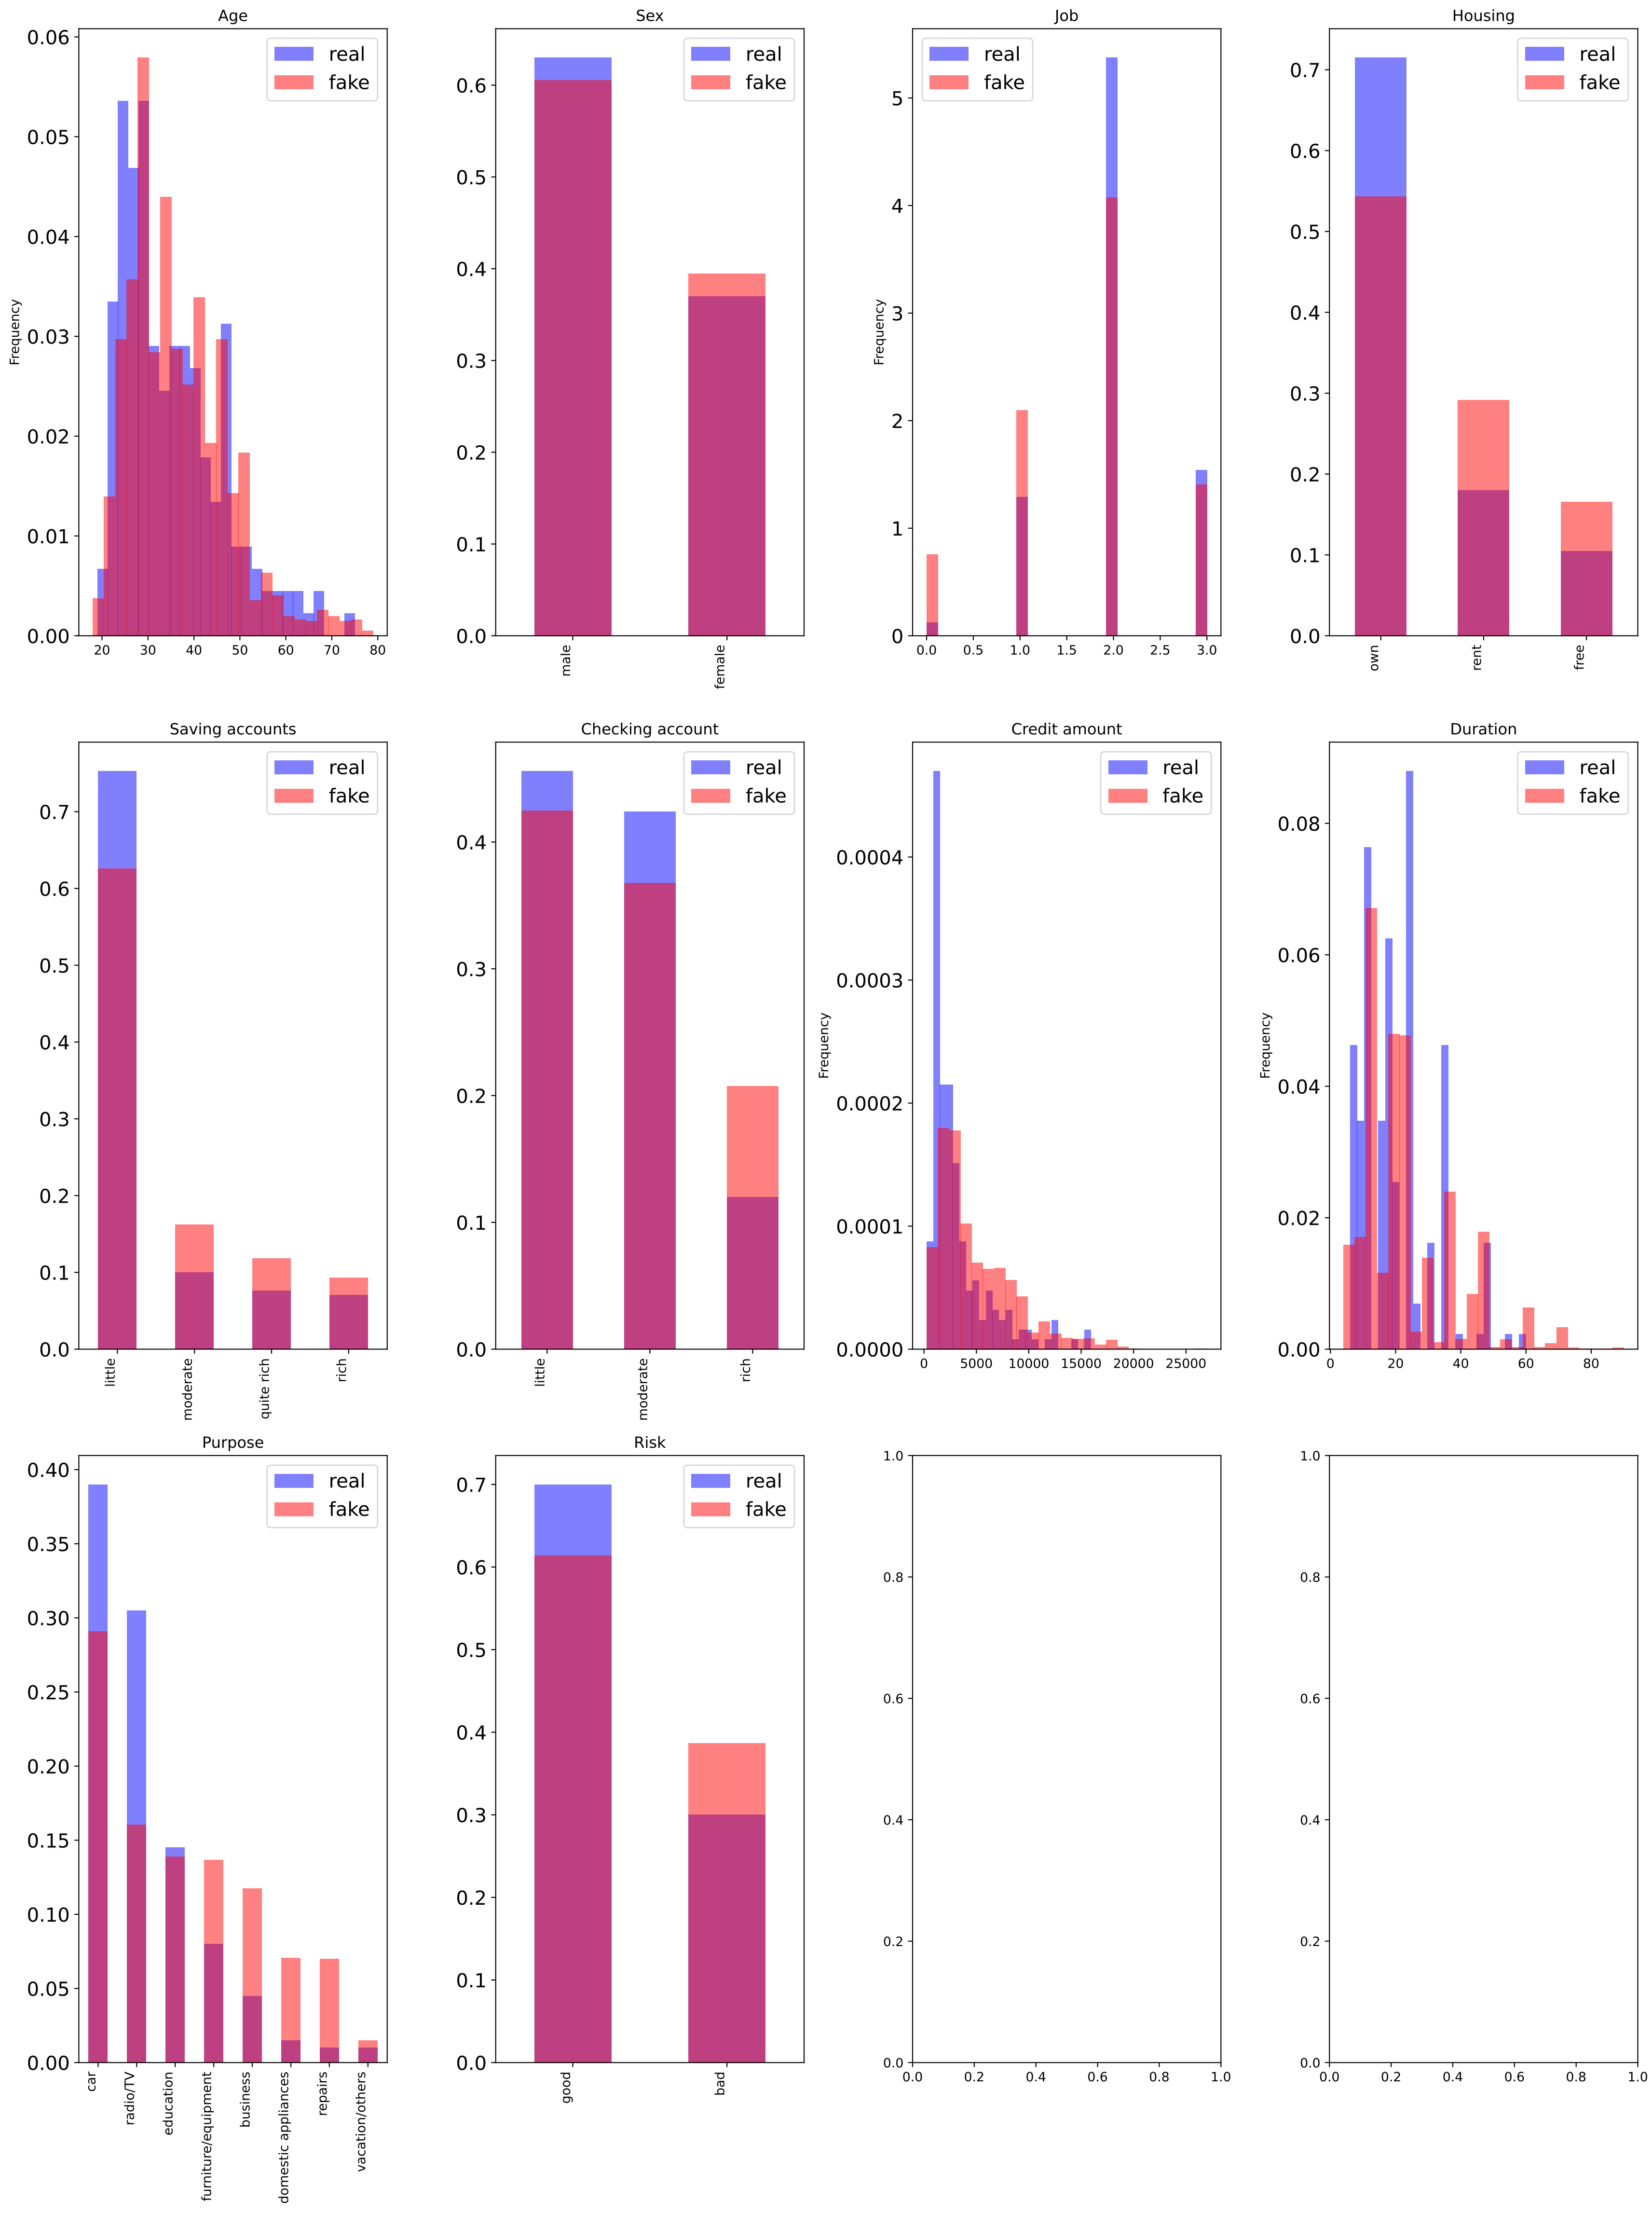 Age
0.06
0.05
0.04
0.03
0.02
0.01
0.00
Frequency
20 30 40 50 60 70 80
real
fake
Sex
0.6
0.5
0.4
0.3
0.2
0.1
0.0
male
female
real
fake
Job
5
4
3
2
1
0
Frequency
0.0 0.5 1.0 1.5 2.0 2.5 3.0
real
fake
Housing
0.7
0.6
0.5
0.4
0.3
0.2
0.1
0.0
own
rent
free
real
fake
Saving accounts
0.7
0.6
0.5
0.4
0.3
0.2
0.1
0.0
little
moderate
quite rich
rich
real
fake
Checking account
0.4
0.3
0.2
0.1
0.0
little
moderate
rich
real
fake
Credit amount
0.0004
0.0003
0.0002
0.0001
0.0000
Frequency
0 5000 10000 15000 20000 25000
real
fake
Duration
0.08
0.06
0.04
0.02
0.00
Frequency
0 20 40 60 80
real
fake
Purpose
0.40
0.35
0.30
0.25
0.20
0.15
0.10
0.05
0.00
car
radio/TV
education
furniture/equipment
business
domestic appliances
repairs
vacation/others
real
fake
Risk
0.7
0.6
0.5
0.4
0.3
0.2
0.1
0.0
good
bad
real
fake
1.0
0.8
0.6
0.4
0.2
0.0
0.0 0.2 0.4 0.6 0.8 1.0
1.0
0.8
0.6
0.4
0.2
0.0
0.0 0.2 0.4 0.6 0.8 1.0